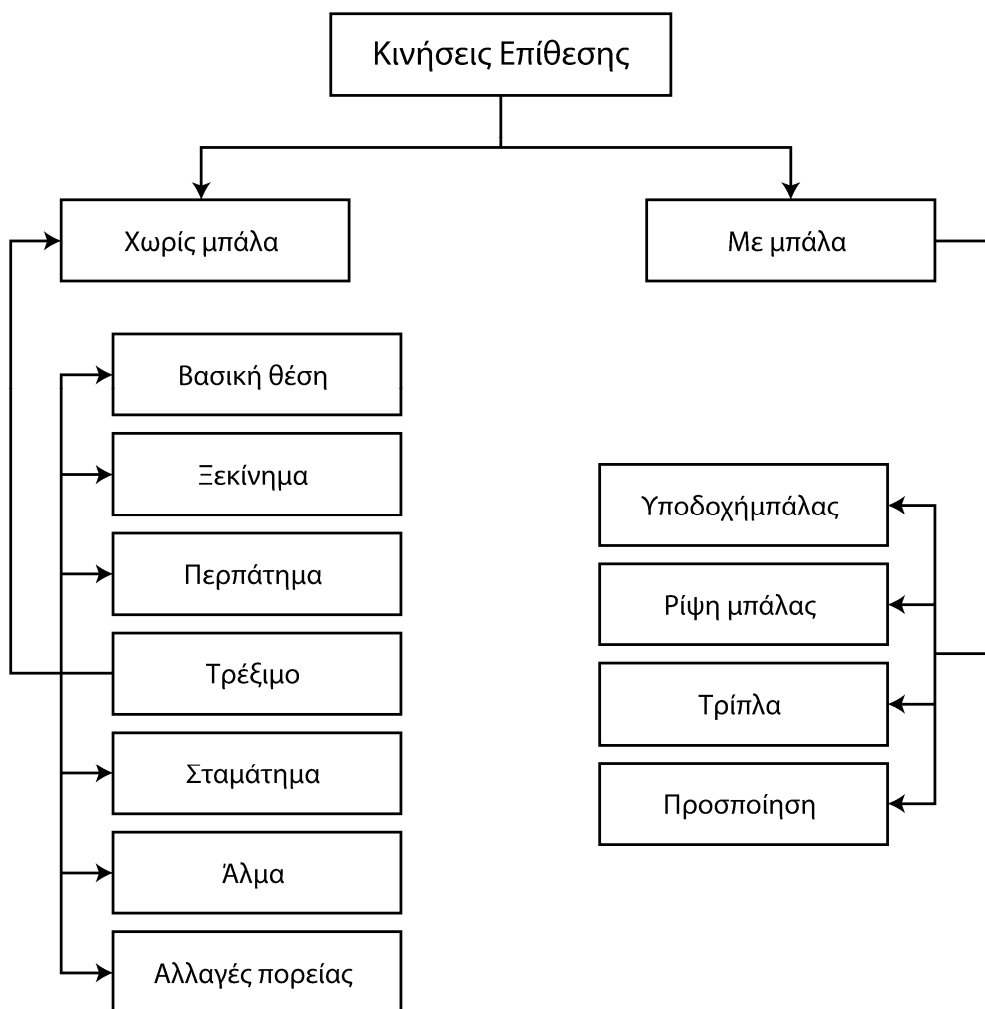 Κινήσεις Επίθεσης
Χωρίς μπάλα
Με μπάλα
Βασική θέση
Ξεκίνημα
Περπάτημα
Τρέξιμο
Σταμάτημα
Άλμα
Αλλαγές πορείας
Υποδοχήμπάλας
Ρίψη μπάλας
Τρίπλα
Προσποίηση